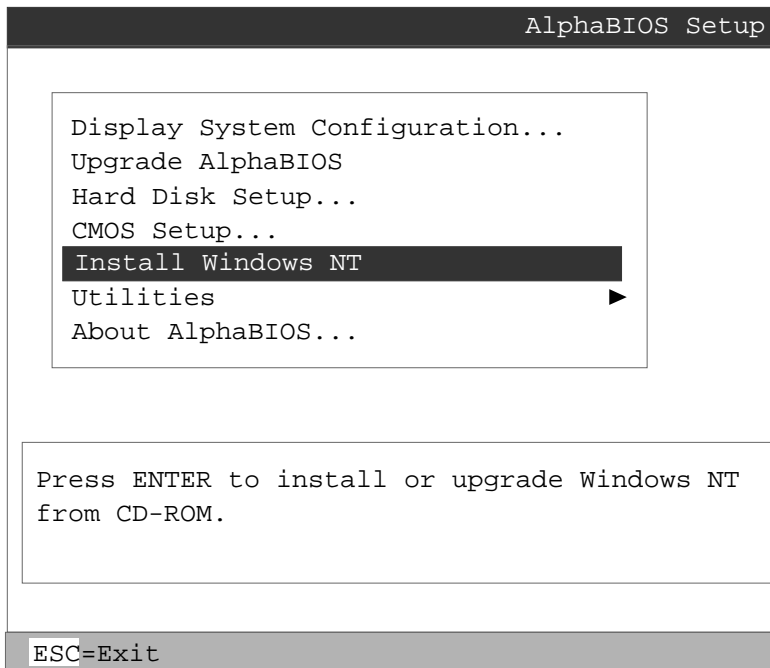 AlphaBIOS Setup
Display System Configuration...
Upgrade AlphaBIOS
Hard Disk Setup...
CMOS Setup...
Install Windows NT
Utilities
About AlphaBIOS...
Press ENTER to install or upgrade Windows NT
from CD-ROM.
ESC=Exit